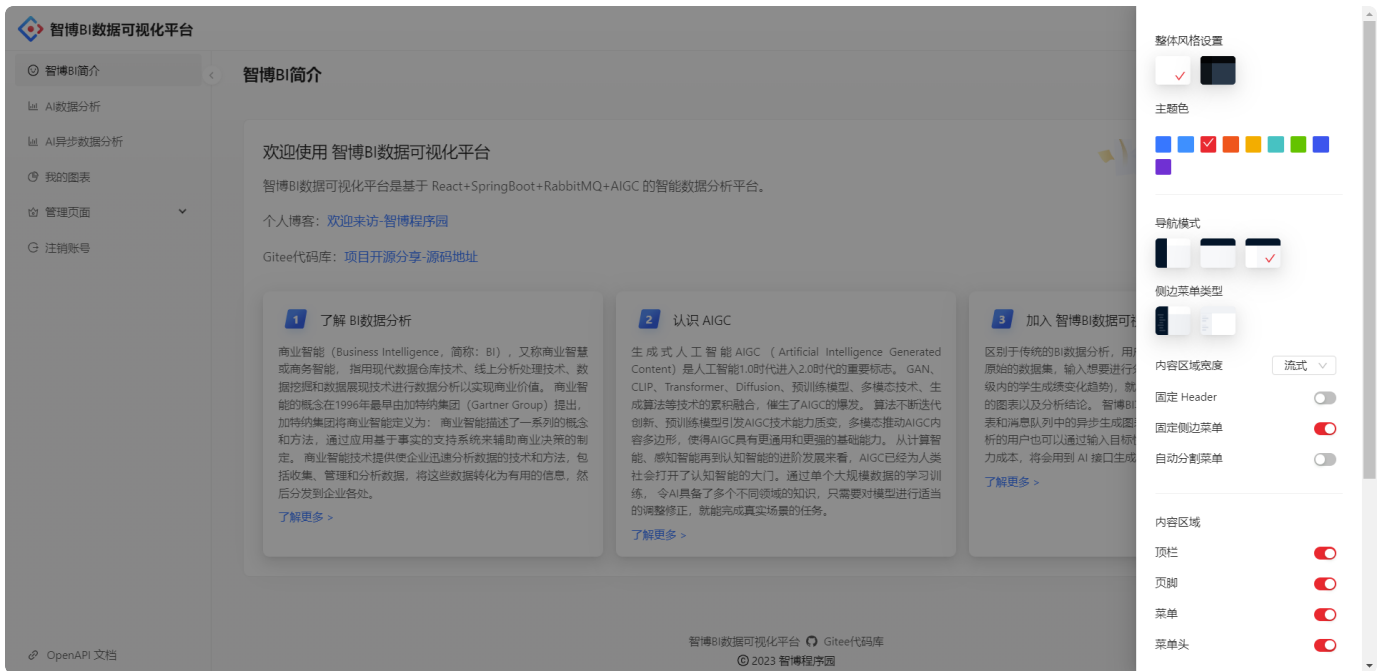 智博BI数据可视化平台
智博BI简介
AI数据分析
AI异步数据分析
我的图表
管理页面
注销账号
OpenAPI 文档
智博BI简介
欢迎使用 智博BI数据可视化平台
智博BI数据可视化平台是基于 React+SpringBoot+RabbitMQ+AIGC 的智能数据分析平台。
个人博客：欢迎来访-智博程序园
Gitee代码库：项目开源分享-源码地址
1 了解 BI数据分析
商业智能（Business Intelligence，简称：BI），又称商业智慧
或商务智能， 指用现代数据仓库技术、线上分析处理技术、数
据挖掘和数据展现技术进行数据分析以实现商业价值。 商业智
能的概念在1996年最早由加特纳集团（Gartner Group）提出，
加特纳集团将商业智能定义为： 商业智能描述了一系列的概念
和方法，通过应用基于事实的支持系统来辅助商业决策的制
定。 商业智能技术提供使企业迅速分析数据的技术和方法，包
括收集、管理和分析数据，将这些数据转化为有用的信息，然
后分发到企业各处。
了解更多 >
2 认识 AIGC
生成式人工智能AIGC（Artificial Intelligence Generated
Content）是人工智能1.0时代进入2.0时代的重要标志。 GAN、
CLIP、Transformer、Diffusion、预训练模型、多模态技术、生
成算法等技术的累积融合，催生了AIGC的爆发。 算法不断迭代
创新、预训练模型引发AIGC技术能力质变，多模态推动AIGC内
容多边形，使得AIGC具有更通用和更强的基础能力。 从计算智
能、感知智能再到认知智能的进阶发展来看，AIGC已经为人类
社会打开了认知智能的大门。通过单个大规模数据的学习训
练， 令AI具备了多个不同领域的知识，只需要对模型进行适当
的调整修正，就能完成真实场景的任务。
了解更多 >
3 加入 智博BI数据可视
区别于传统的BI数据分析，用
原始的数据集，输入想要进行分
级内的学生成绩变化趋势)，就
的图表以及分析结论。 智博BI
表和消息队列中的异步生成图
析的用户也可以通过输入目标
力成本，将会用到 AI 接口生成
了解更多 >
智博BI数据可视化平台 Gitee代码库
© 2023 智博程序园
整体风格设置
主题色
导航模式
侧边菜单类型
内容区域宽度 流式
固定 Header
固定侧边菜单
自动分割菜单
内容区域
顶栏
页脚
菜单
菜单头